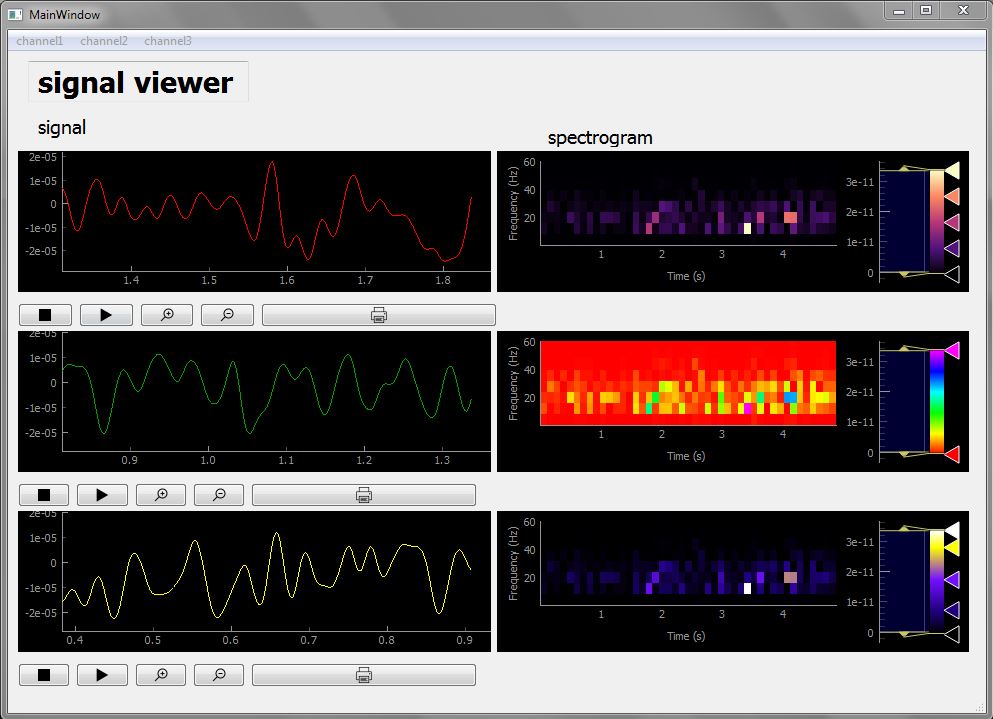 MainWindow
channel1 channel2 channel3
signal viewer
signal
spectrogram
2e-05
1e-05
0
-1e-05
-2e-05
1.4 1.5 1.6 1.7 1.8
Frequency (Hz)
60
40
20
1 2 3 4
Time (s)
3e-11
2e-11
1e-11
0
2e-05
1e-05
0
-1e-05
-2e-05
0.9 1.0 1.1 1.2 1.3
Frequency (Hz)
60
40
20
1 2 3 4
Time (s)
3e-11
2e-11
1e-11
0
2e-05
1e-05
0
-1e-05
-2e-05
0.4 0.5 0.6 0.7 0.8 0.9
Frequency (Hz)
60
40
20
1 2 3 4
Time (s)
3e-11
2e-11
1e-11
0